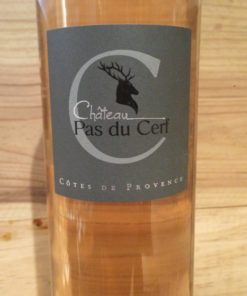 C
Château
Pas du Cerf
CÔTES DE PROVENCE